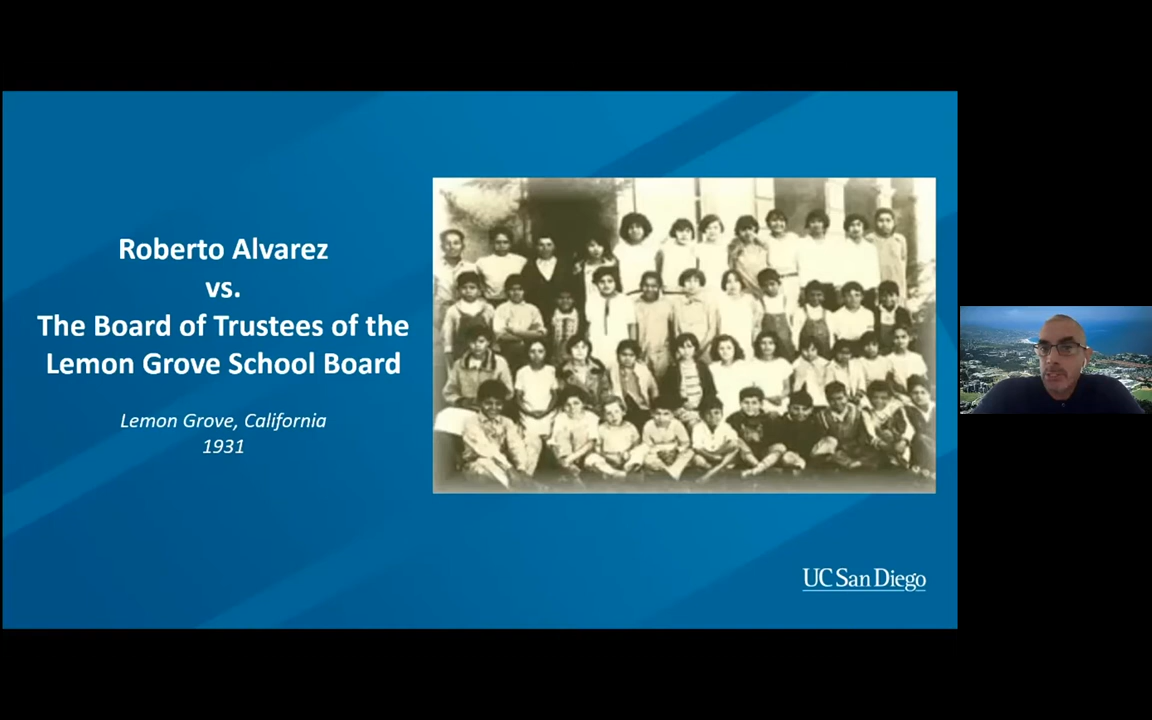 Roberto Alvarez
vs.
The Board of Trustees of the
Lemon Grove School Board
Lemon Grove, California
1931
UC San Diego